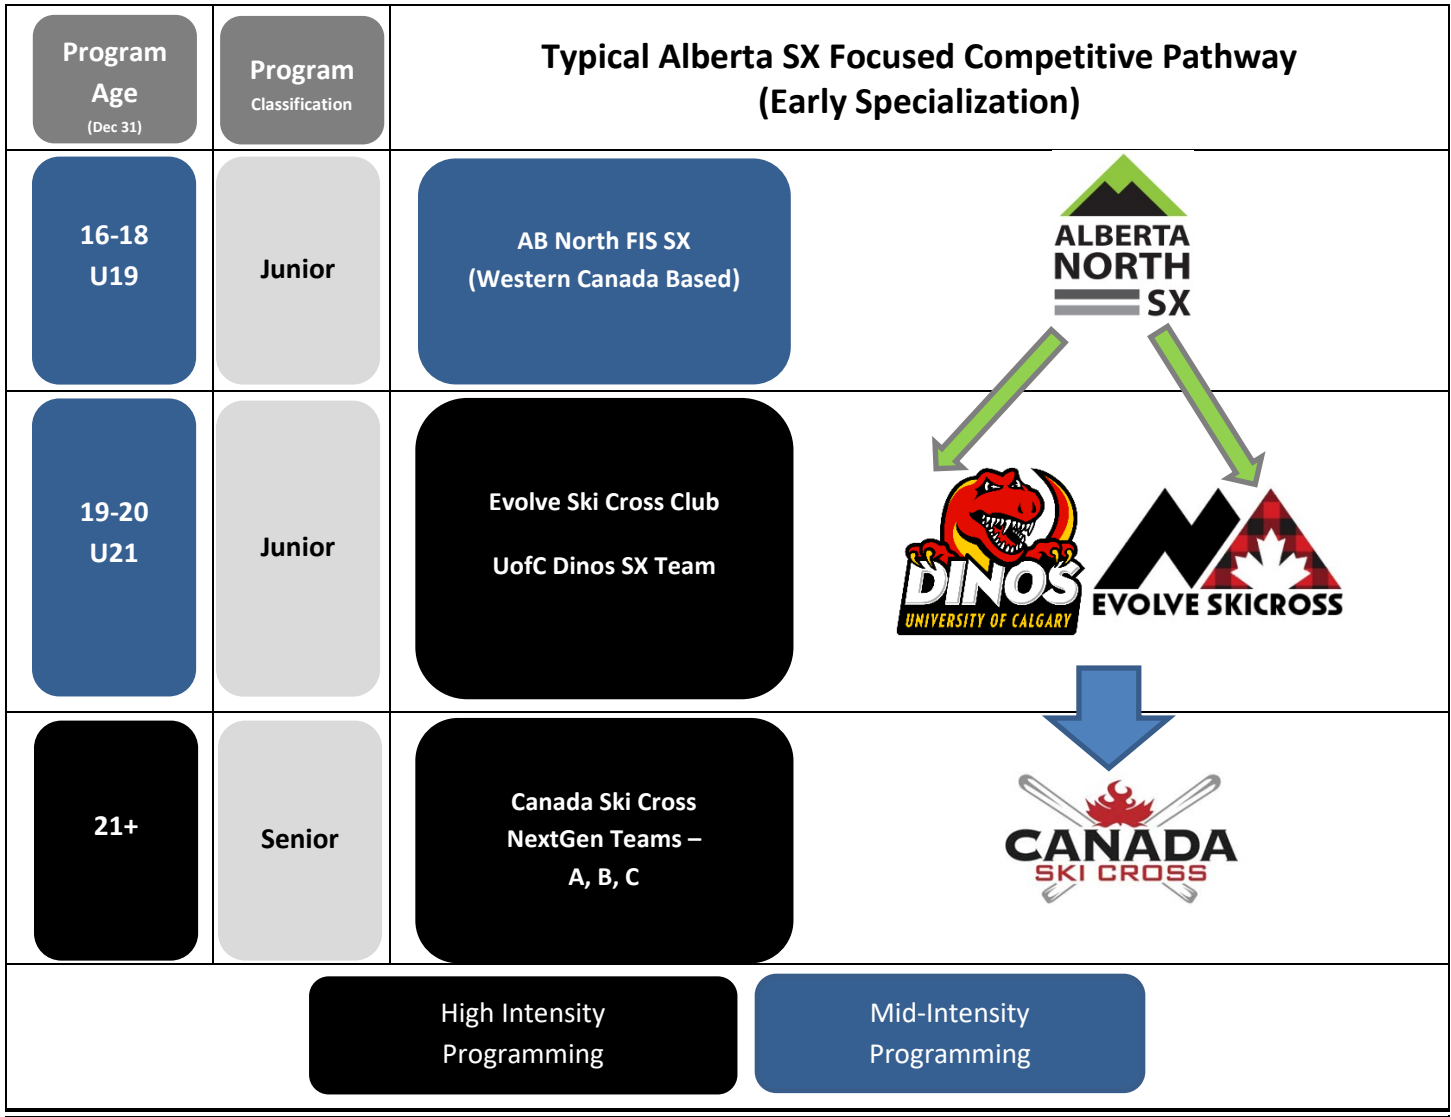 Program
Age
(Dec 31)
Program
Classification
Typical Alberta SX Focused Competitive Pathway
(Early Specialization)
16-18
U19
Junior
AB North FIS SX
(Western Canada Based)
ALBERTA
NORTH
SX
19-20
U21
Junior
Evolve Ski Cross Club
UofC Dinos SX Team
DINOS
UNIVERSITY OF CALGARY
EVOLVE SKICROSS
21+
Senior
Canada Ski Cross
NextGen Teams –
A, B, C
CANADA
SKI CROSS
High Intensity
Programming
Mid-Intensity
Programming